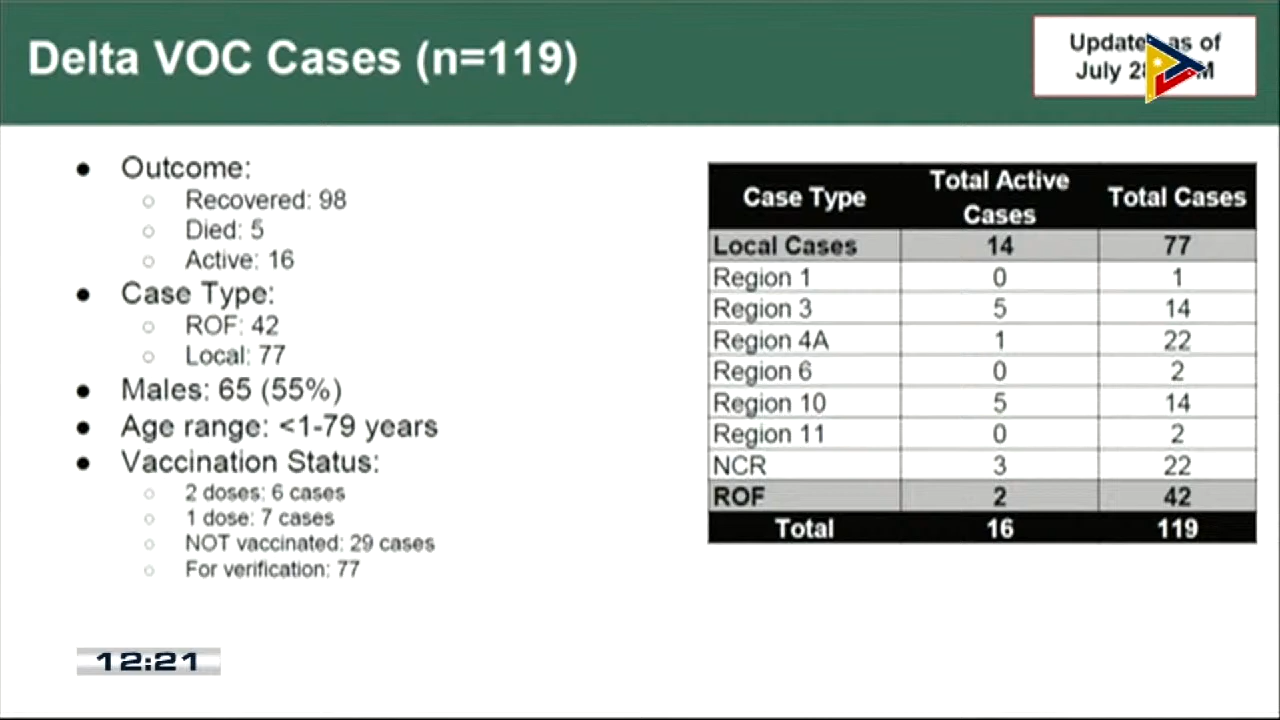 Delta VOC Cases (n=119)
as of
July
● Outcome:
○ Recovered: 98
○ Died: 5
○ Active: 16
● Case Type:
○ ROF: 42
○ Local: 77
● Males: 65 (55%)
● Age range: <1-79 years
● Vaccination Status:
○ 2 doses: 6 cases
○ 1 dose: 7 cases
○ NOT vaccinated: 29 cases
○ For verification: 77
Case Type Total Active Cases Total Cases
Local Cases 14 77
Region 1 0 1
Region 3 5 14
Region 4A 1 22
Region 6 0 2
Region 10 5 14
Region 11 0 2
NCR 3 22
ROF 2 42
Total 16 119
12:21